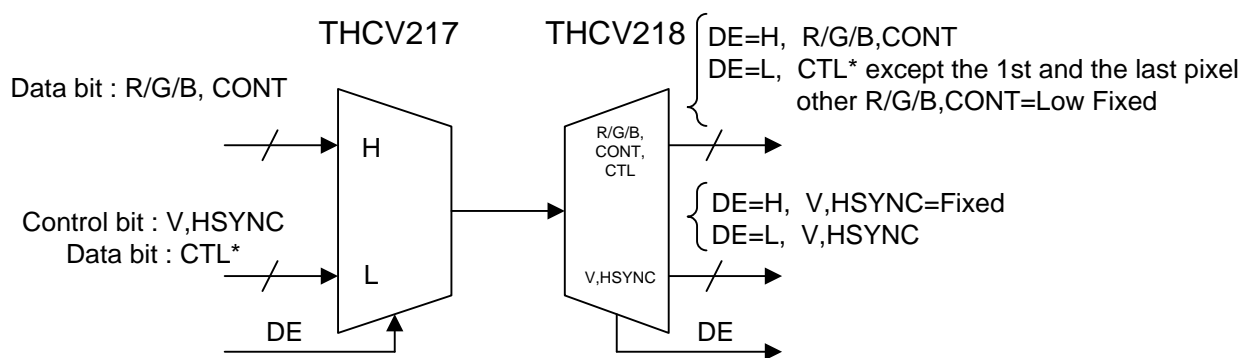 THCV217
THCV218
DE=H, R/G/B,CONT
DE=L, CTL* except the 1st and the last pixel
other R/G/B,CONT=Low Fixed
Data bit : R/G/B, CONT
H
R/G/B,
CONT,
CTL
Control bit : V,HSYNC
Data bit : CTL*
L
DE=H, V,HSYNC=Fixed
DE=L, V,HSYNC
V,HSYNC
DE
DE